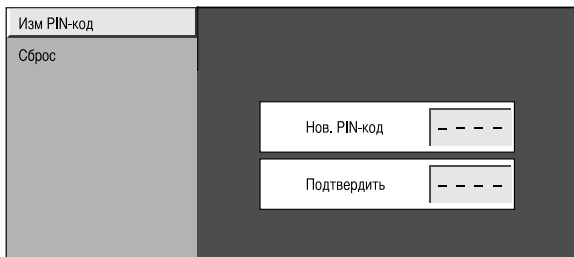 Изм PIN-код
Сброс
Нов. PIN-код – – – –
Подтвердить – – – –